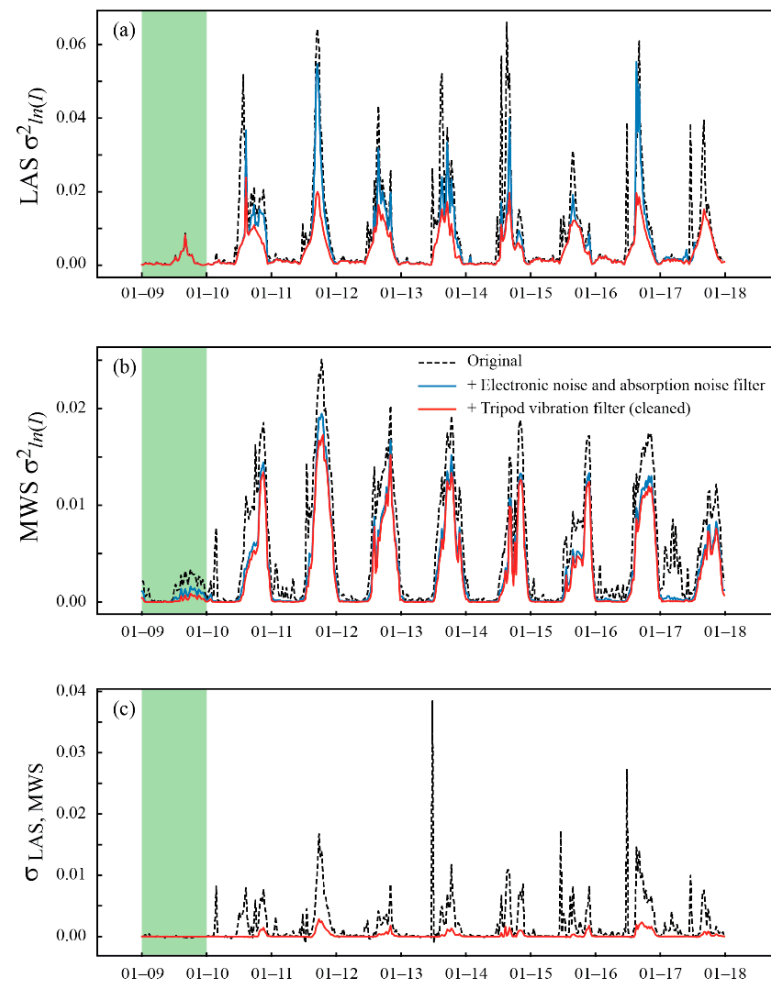 (a)
LAS σ²ln(I)
0.06
0.04
0.02
0.00
01–09 01–10 01–11 01–12 01–13 01–14 01–15 01–16 01–17 01–18
(b)
MWS σ²ln(I)
Original
+ Electronic noise and absorption noise filter
+ Tripod vibration filter (cleaned)
0.02
0.01
0.00
01–09 01–10 01–11 01–12 01–13 01–14 01–15 01–16 01–17 01–18
(c)
σ LAS, MWS
0.04
0.03
0.02
0.01
0.00
01–09 01–10 01–11 01–12 01–13 01–14 01–15 01–16 01–17 01–18